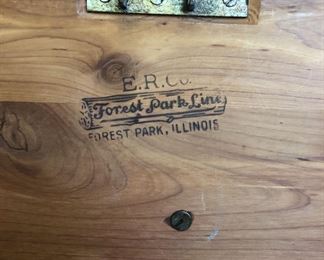 E.R.Co.
Forest Park Line
FOREST PARK, ILLINOIS